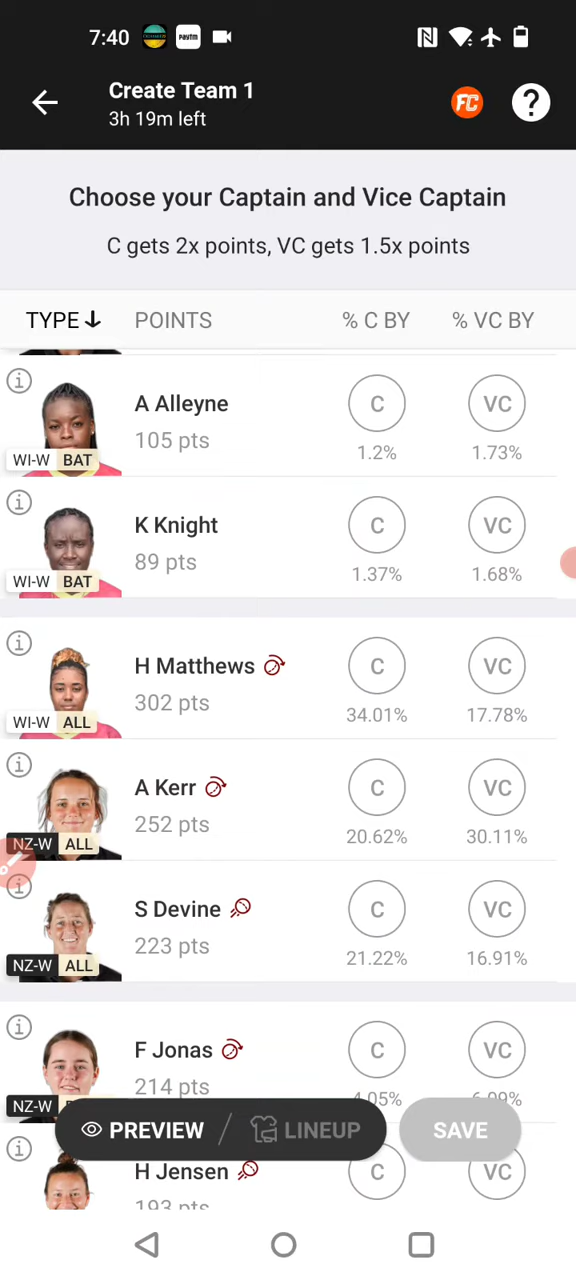 7:40 paytm
Create Team 1
3h 19m left
FC ?
Choose your Captain and Vice Captain
C gets 2x points, VC gets 1.5x points
TYPE POINTS % C BY % VC BY
A Alleyne C VC
105 pts 1.2% 1.73%
WI-W BAT
K Knight C VC
89 pts 1.37% 1.68%
WI-W BAT
H Matthews C VC
302 pts 34.01% 17.78%
WI-W ALL
A Kerr C VC
252 pts 20.62% 30.11%
NZ-W ALL
S Devine C VC
223 pts 21.22% 16.91%
NZ-W ALL
F Jonas C VC
214 pts 4.05% 6.09%
NZ-W
PREVIEW LINEUP SAVE
H Jensen C VC
193 pts